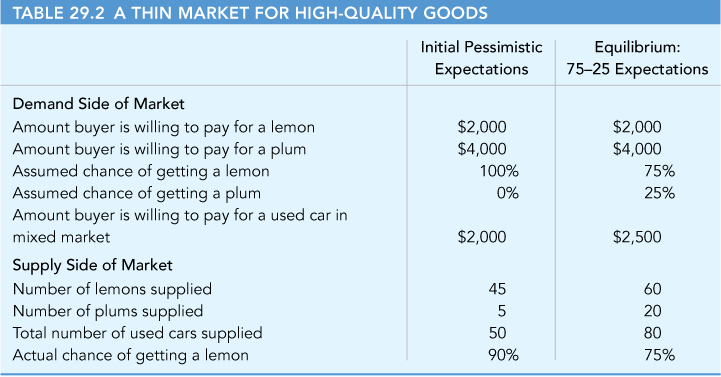 TABLE 29.2 A THIN MARKET FOR HIGH-QUALITY GOODS
Initial Pessimistic Expectations
Equilibrium: 75–25 Expectations
Demand Side of Market
Amount buyer is willing to pay for a lemon $2,000 $2,000
Amount buyer is willing to pay for a plum $4,000 $4,000
Assumed chance of getting a lemon 100% 75%
Assumed chance of getting a plum 0% 25%
Amount buyer is willing to pay for a used car in
mixed market $2,000 $2,500
Supply Side of Market
Number of lemons supplied 45 60
Number of plums supplied 5 20
Total number of used cars supplied 50 80
Actual chance of getting a lemon 90% 75%